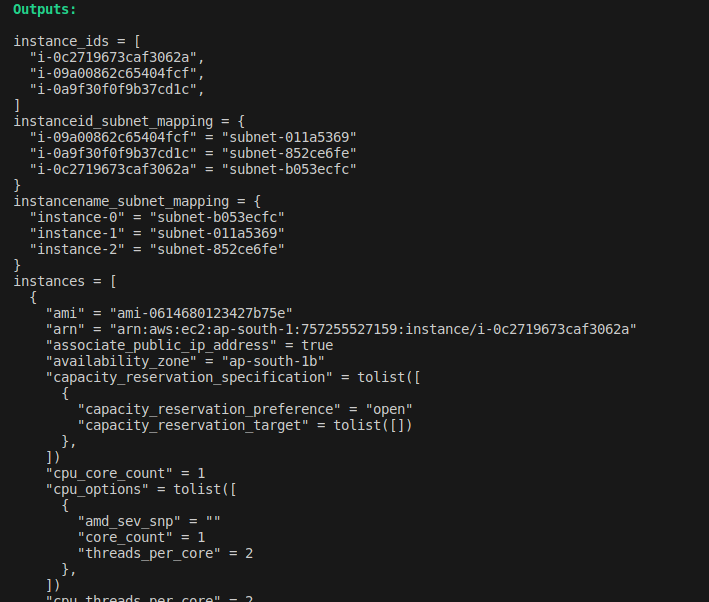 Outputs:
instance_ids = [
  "i-0c2719673caf3062a",
  "i-09a00862c65404fcf",
  "i-0a9f30f0f9b37cd1c",
]
instanceid_subnet_mapping = {
  "i-09a00862c65404fcf" = "subnet-011a5369"
  "i-0a9f30f0f9b37cd1c" = "subnet-852ce6fe"
  "i-0c2719673caf3062a" = "subnet-b053ecfc"
}
instancename_subnet_mapping = {
  "instance-0" = "subnet-b053ecfc"
  "instance-1" = "subnet-011a5369"
  "instance-2" = "subnet-852ce6fe"
}
instances = [
  {
    "ami" = "ami-0614680123427b75e"
    "arn" = "arn:aws:ec2:ap-south-1:757255527159:instance/i-0c2719673caf3062a"
    "associate_public_ip_address" = true
    "availability_zone" = "ap-south-1b"
    "capacity_reservation_specification" = tolist([
      {
        "capacity_reservation_preference" = "open"
        "capacity_reservation_target" = tolist([])
      },
    ])
    "cpu_core_count" = 1
    "cpu_options" = tolist([
      {
        "amd_sev_snp" = ""
        "core_count" = 1
        "threads_per_core" = 2
      },
    ])
    "cpu_threads_per_core" = 2